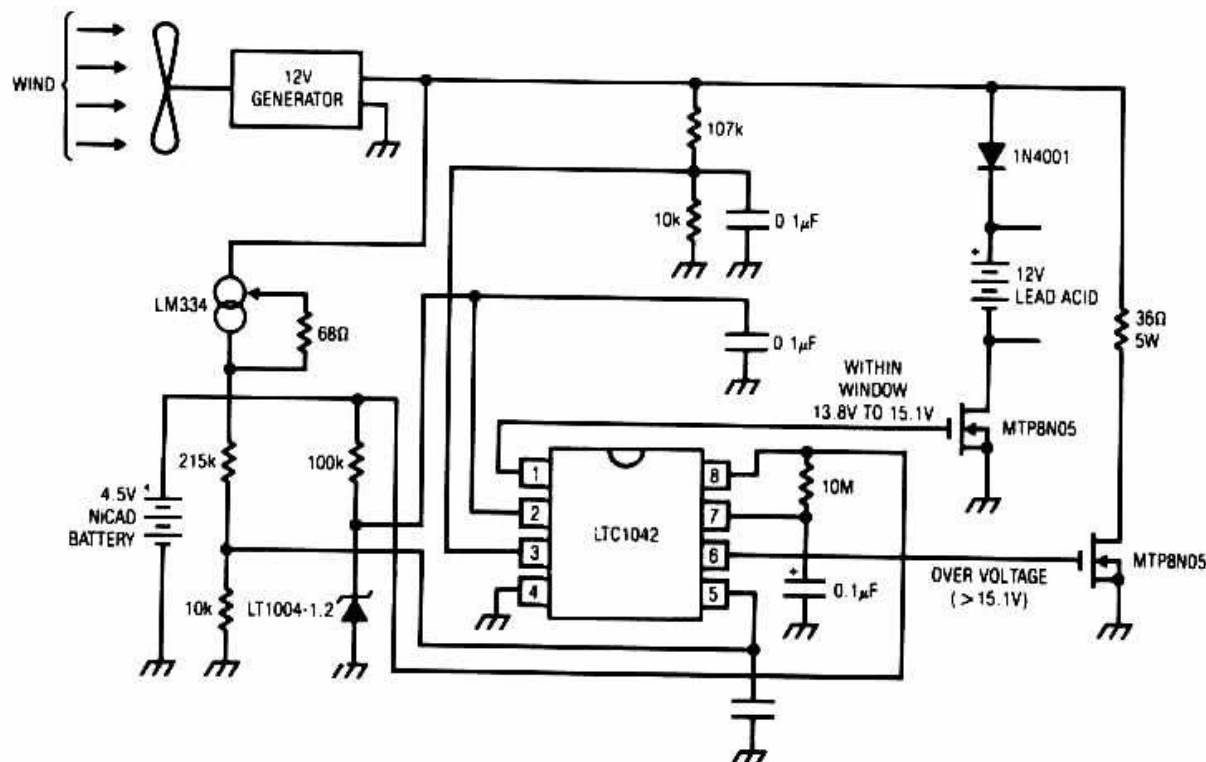 WIND
12V
GENERATOR
107k
1N4001
10k
0 1µF
LM334
68Ω
12V
LEAD ACID
36Ω
5W
0 1µF
WITHIN
WINDOW
13.8V TO 15.1V
MTP8N05
215k
100k
4.5V
NiCAD
BATTERY
1
2
3
4
LTC1042
8
7
6
5
10M
MTP8N05
OVER VOLTAGE
( >15.1V)
0.1µF
10k
LT1004-1.2
+
+
+